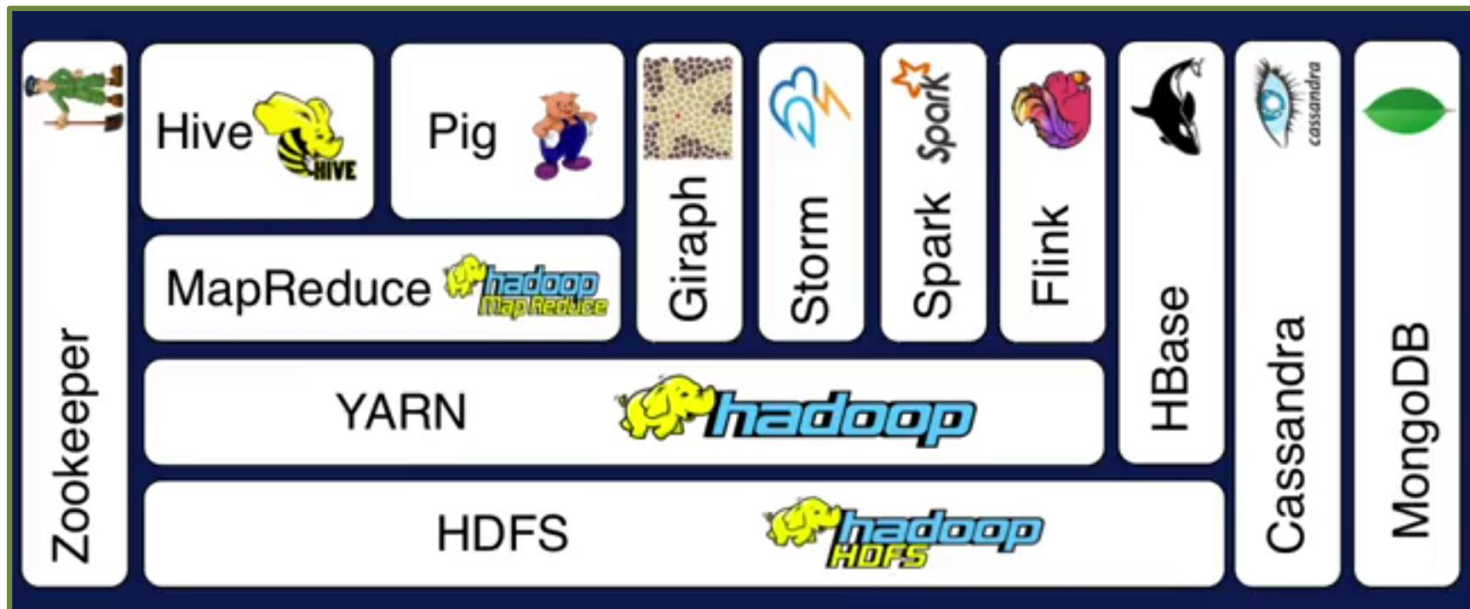 Zookeeper
Hive
HIVE
Pig
MapReduce
hadoop
Map Reduce
Giraph
Storm
Spark
Spark
Flink
YARN
hadoop
HBase
HDFS
hadoop
HDFS
cassandra
Cassandra
MongoDB